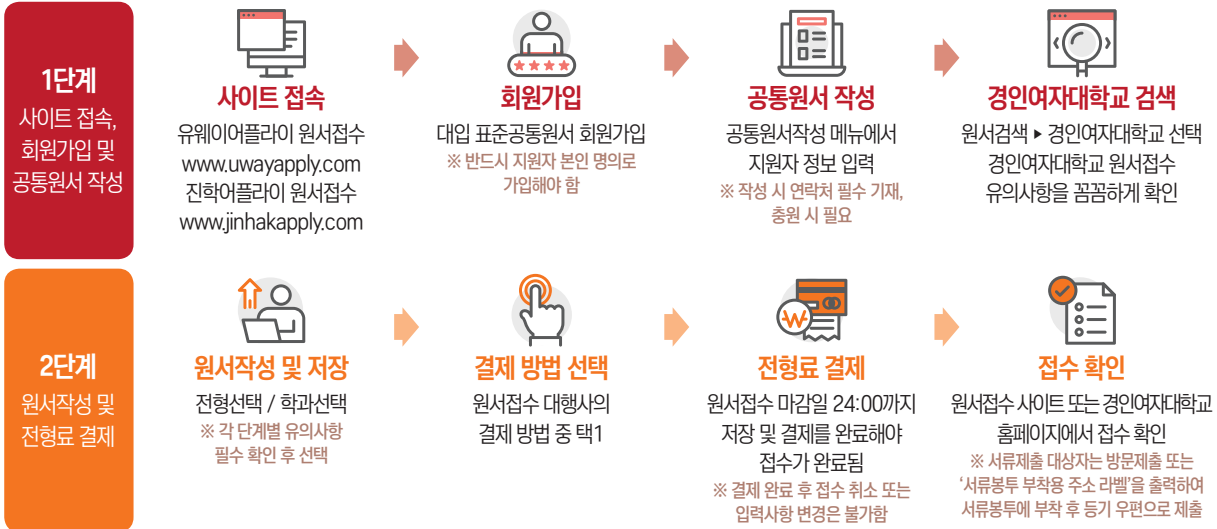 1단계
사이트 접속,
회원가입 및
공통원서 작성
사이트 접속
유웨이어플라이 원서접수
www.uwayapply.com
진학어플라이 원서접수
www.jinhakapply.com
회원가입
대입 표준공통원서 회원가입
※ 반드시 지원자 본인 명의로
가입해야 함
공통원서 작성
공통원서작성 메뉴에서
지원자 정보 입력
※ 작성 시 연락처 필수 기재,
충원 시 필요
경인여자대학교 검색
원서검색 ▶ 경인여자대학교 선택
경인여자대학교 원서접수
유의사항을 꼼꼼하게 확인
2단계
원서작성 및
전형료 결제
원서작성 및 저장
전형선택 / 학과선택
※ 각 단계별 유의사항
필수 확인 후 선택
결제 방법 선택
원서접수 대행사의
결제 방법 중 택1
전형료 결제
원서접수 마감일 24:00까지
저장 및 결제를 완료해야
접수가 완료됨
※ 결제 완료 후 접수 취소 또는
입력사항 변경은 불가함
접수 확인
원서접수 사이트 또는 경인여자대학교
홈페이지에서 접수 확인
※ 서류제출 대상자는 방문제출 또는
‘서류봉투 부착용 주소 라벨’을 출력하여
서류봉투에 부착 후 등기 우편으로 제출